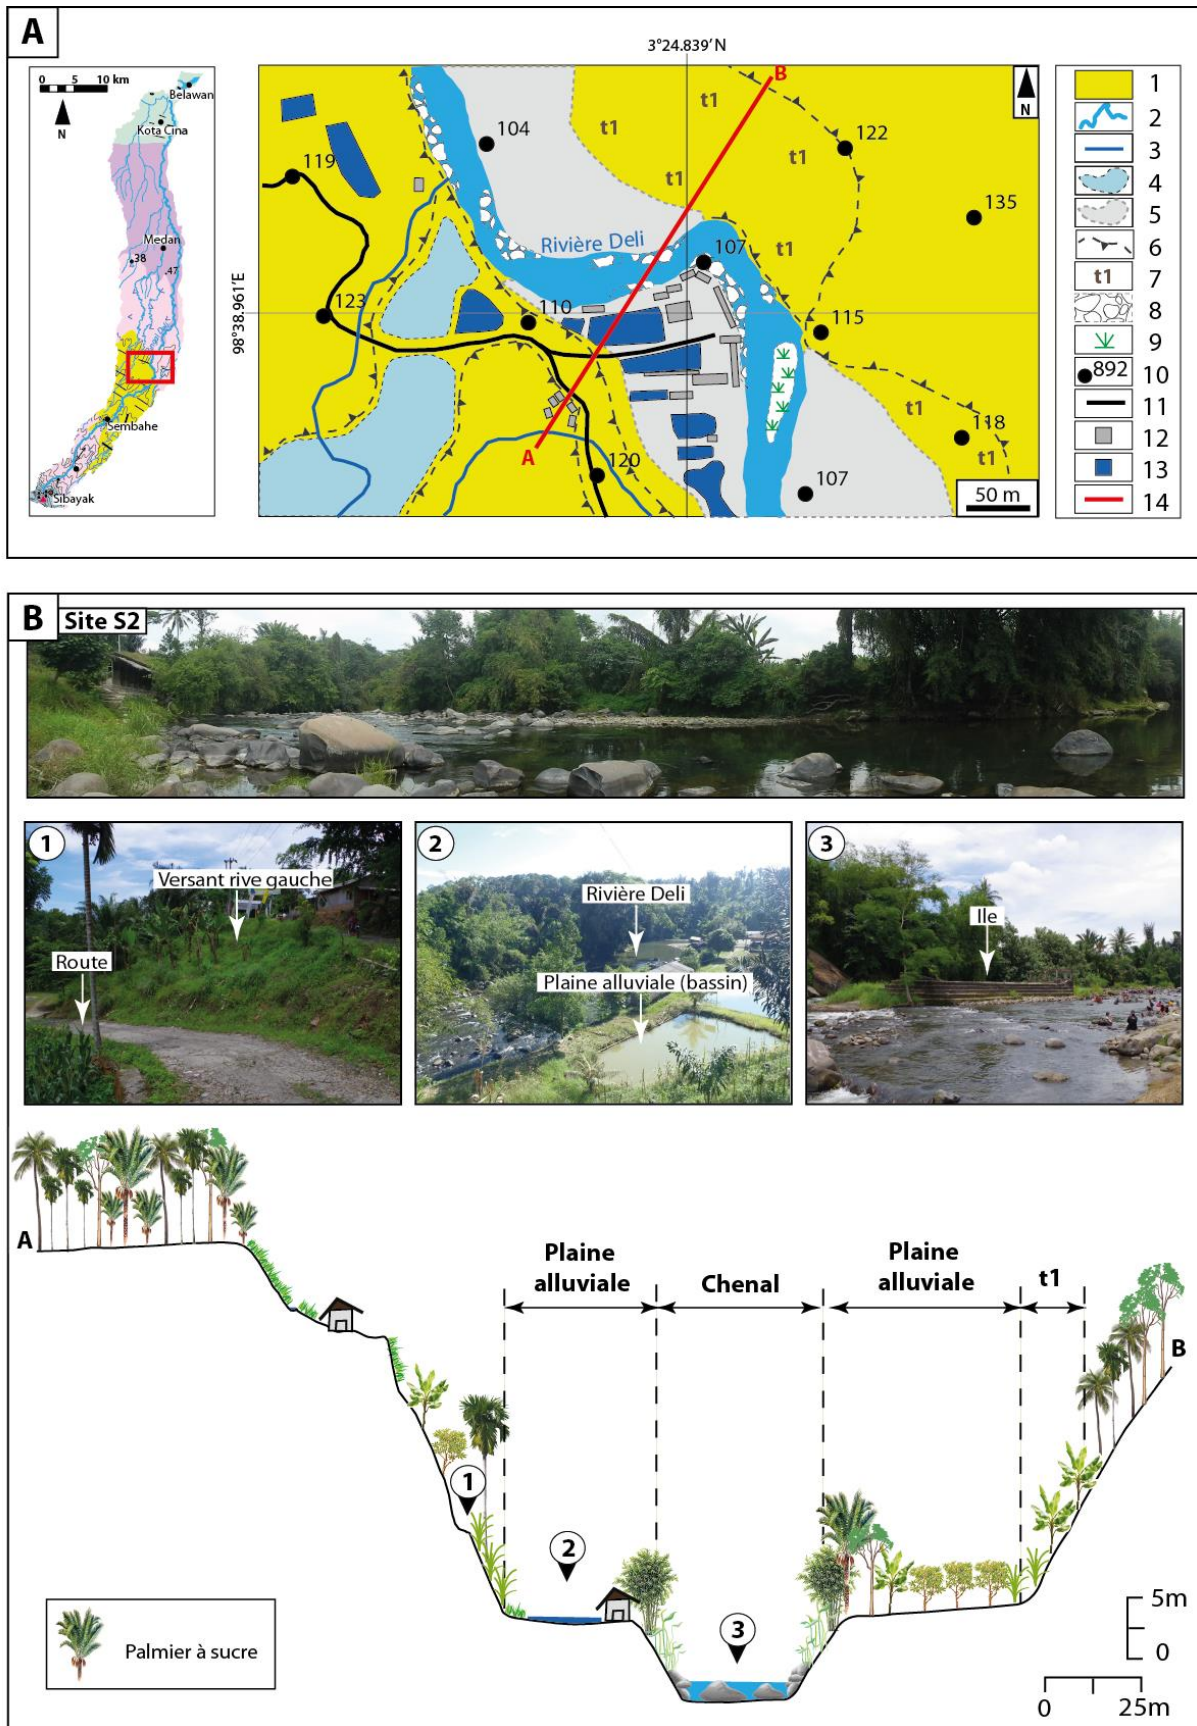 A
0 5 10 km
N
Belawan
Kota Cina
Medan
38
47
Sembahe
Sibayak
3°24.839'N
98°38.961'E
B
N
t1
t1
t1
t1
t1
t1
t1
104
122
119
135
Rivière Deli
107
123
110
115
118
A
120
107
50 m
1
2
3
4
5
6
t1 7
8
9
892 10
11
12
13
14
B Site S2
1
Versant rive gauche
Route
2
Rivière Deli
Plaine alluviale (bassin)
3
Ile
A
Plaine
alluviale
Chenal
Plaine
alluviale
t1
B
1
2
3
Palmier à sucre
5m
0
0 25m